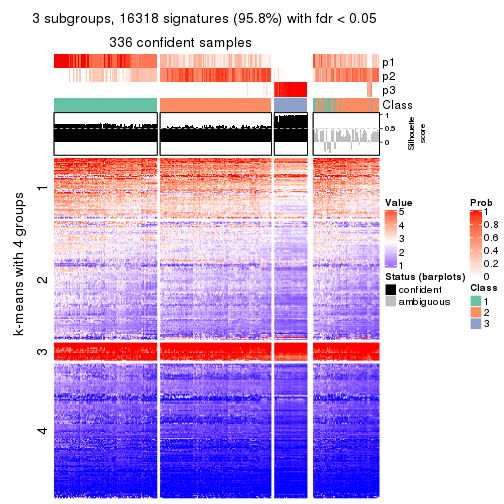 3 subgroups, 16318 signatures (95.8%) with fdr < 0.05
336 confident samples
p1
p2
p3
Class
1
0.5
0
Silhouette
score
k-means with 4 groups
1
2
3
4
Value
5
4
3
2
1
Status (barplots)
confident
ambiguous
Prob
1
0.8
0.6
0.4
0.2
0
Class
1
2
3